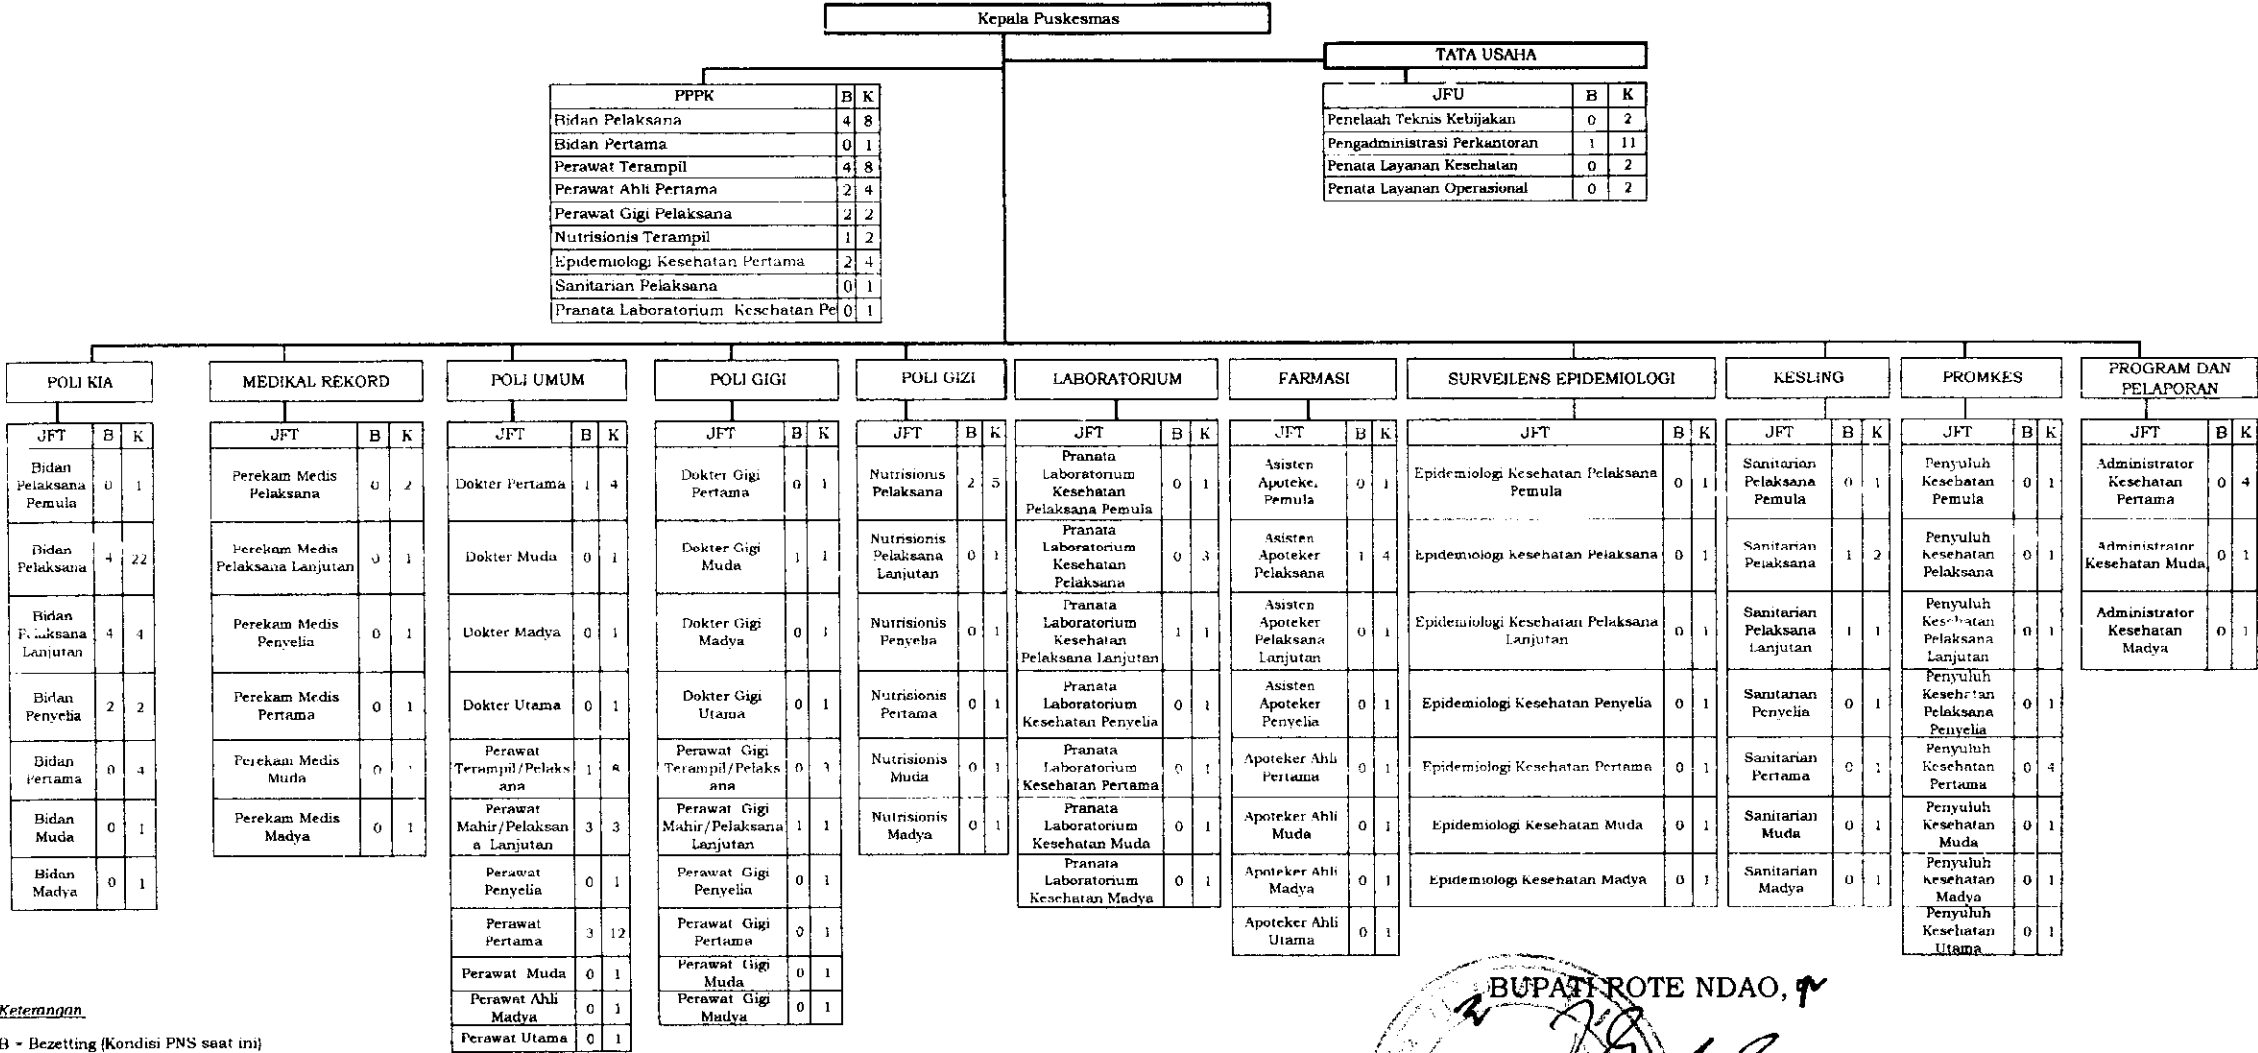 Kepala Puskesmas
TATA USAHA
PPPK B K
Bidan Pelaksana 4 8
Bidan Pertama 0 1
Perawat Terampil 4 8
Perawat Ahli Pertama 2 4
Perawat Gigi Pelaksana 2 2
Nutrisionis Terampil 1 2
Epidemiologi Kesehatan Pertama 2 4
Sanitarian Pelaksana 0 1
Pranata Laboratorium Kesehatan Pe 0 1
JFU B K
Penelaah Teknis Kebijakan 0 2
Pengadministrasi Perkantoran 1 11
Penata Layanan Kesehatan 0 2
Penata Layanan Operasional 0 2
POLI KIA
JFT B K
Bidan
Pelaksana 0 1
Pemula
Bidan
Pelaksana 4 22
Bidan
Pelaksana 4 4
Lanjutan
Bidan
Penyelia 2 2
Bidan
Pertama 0 4
Bidan
Muda 0 1
Bidan
Madya 0 1
MEDIKAL REKORD
JFT B K
Perekam Medis
Pelaksana 0 2
Perekam Medis
Pelaksana Lanjutan 0 1
Perekam Medis
Penyelia 0 1
Perekam Medis
Pertama 0 1
Perekam Medis
Muda 0 1
Perekam Medis
Madya 0 1
POLI UMUM
JFT B K
Dokter Pertama 1 4
Dokter Muda 0 1
Dokter Madya 0 1
Dokter Utama 0 1
Perawat
Terampil/Pelaks 1 8
ana
Perawat
Mahir/Pelaksan 3 3
a Lanjutan
Perawat
Penyelia 0 1
Perawat
Pertama 3 12
Perawat Muda 0 1
Perawat Ahli
Madya 0 1
Perawat Utama 0 1
POLI GIGI
JFT B K
Dokter Gigi
Pertama 0 1
Dokter Gigi
Muda 1 1
Dokter Gigi
Madya 0 1
Dokter Gigi
Utama 0 1
Perawat Gigi
Terampil/Pelaks 0 3
ana
Perawat Gigi
Mahir/Pelaksana 1 1
Lanjutan
Perawat Gigi
Penyelia 0 1
Perawat Gigi
Pertama 0 1
Perawat Gigi
Muda 0 1
Perawat Gigi
Madya 0 1
POLI GIZI
JFT B K
Nutrisionis
Pelaksana 2 5
Nutrisionis
Pelaksana 0 1
Lanjutan
Nutrisionis
Penyelia 0 1
Nutrisionis
Pertama 0 1
Nutrisionis
Muda 0 1
Nutrisionis
Madya 0 1
LABORATORIUM
JFT B K
Pranata
Laboratorium
Kesehatan 0 1
Pelaksana Pemula
Pranata
Laboratorium
Kesehatan 0 3
Pelaksana
Pranata
Laboratorium
Kesehatan 1 1
Pelaksana Lanjutan
Pranata
Laboratorium 0 1
Kesehatan Penyelia
Pranata
Laboratorium 0 1
Kesehatan Pertama
Pranata
Laboratorium 0 1
Kesehatan Muda
Pranata
Laboratorium 0 1
Kesehatan Madya
FARMASI
JFT B K
Asisten
Apoteker 0 1
Pemula
Asisten
Apoteker 1 4
Pelaksana
Asisten
Apoteker
Pelaksana 0 1
Lanjutan
Asisten
Apoteker 0 1
Penyelia
Apoteker Ahli
Pertama 0 1
Apoteker Ahli
Muda 0 1
Apoteker Ahli
Madya 0 1
Apoteker Ahli
Utama 0 1
SURVEILENS EPIDEMIOLOGI
JFT B K
Epidemiologi Kesehatan Pelaksana
Pemula 0 1
Epidemiologi Kesehatan Pelaksana 0 1
Epidemiologi Kesehatan Pelaksana
Lanjutan 0 1
Epidemiologi Kesehatan Penyelia 0 1
Epidemiologi Kesehatan Pertama 0 1
Epidemiologi Kesehatan Muda 0 1
Epidemiologi Kesehatan Madya 0 1
KESLING
JFT B K
Sanitarian
Pelaksana 0 1
Pemula
Sanitarian
Pelaksana 1 2
Sanitarian
Pelaksana 1 1
Lanjutan
Sanitarian
Penyelia 0 1
Sanitarian
Pertama 0 1
Sanitarian
Muda 0 1
Sanitarian
Madya 0 1
PROMKES
JFT B K
Penyuluh
Kesehatan 0 1
Pemula
Penyuluh
Kesehatan 0 1
Pelaksana
Penyuluh
Kesehatan
Pelaksana 0 1
Lanjutan
Penyuluh
Kesehatan
Pelaksana 0 1
Penyelia
Penyuluh
Kesehatan 0 4
Pertama
Penyuluh
Kesehatan 0 1
Muda
Penyuluh
Kesehatan 0 1
Madya
Penyuluh
Kesehatan 0 1
Utama
PROGRAM DAN
PELAPORAN
JFT B K
Administrator
Kesehatan 0 4
Pertama
Administrator
Kesehatan Muda 0 1
Administrator
Kesehatan 0 1
Madya
Keterangan
B = Bezetting (Kondisi PNS saat ini)
BUPATI ROTE NDAO,